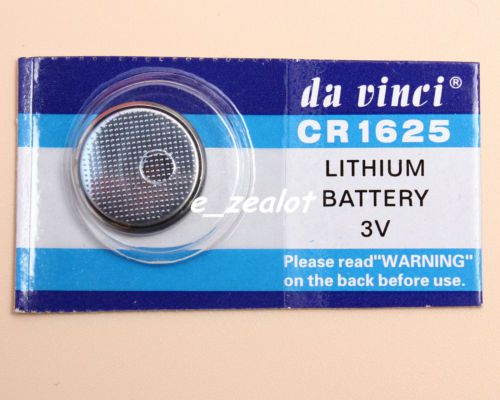 da vinci®
CR1625
LITHIUM
BATTERY
3V
e_zealot
Please read"WARNING"
on the back before use.